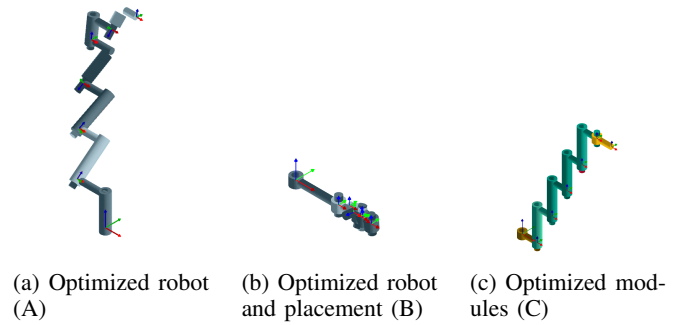 (a) Optimized robot
(A)
(b) Optimized robot
and placement (B)
(c) Optimized mod-
ules (C)